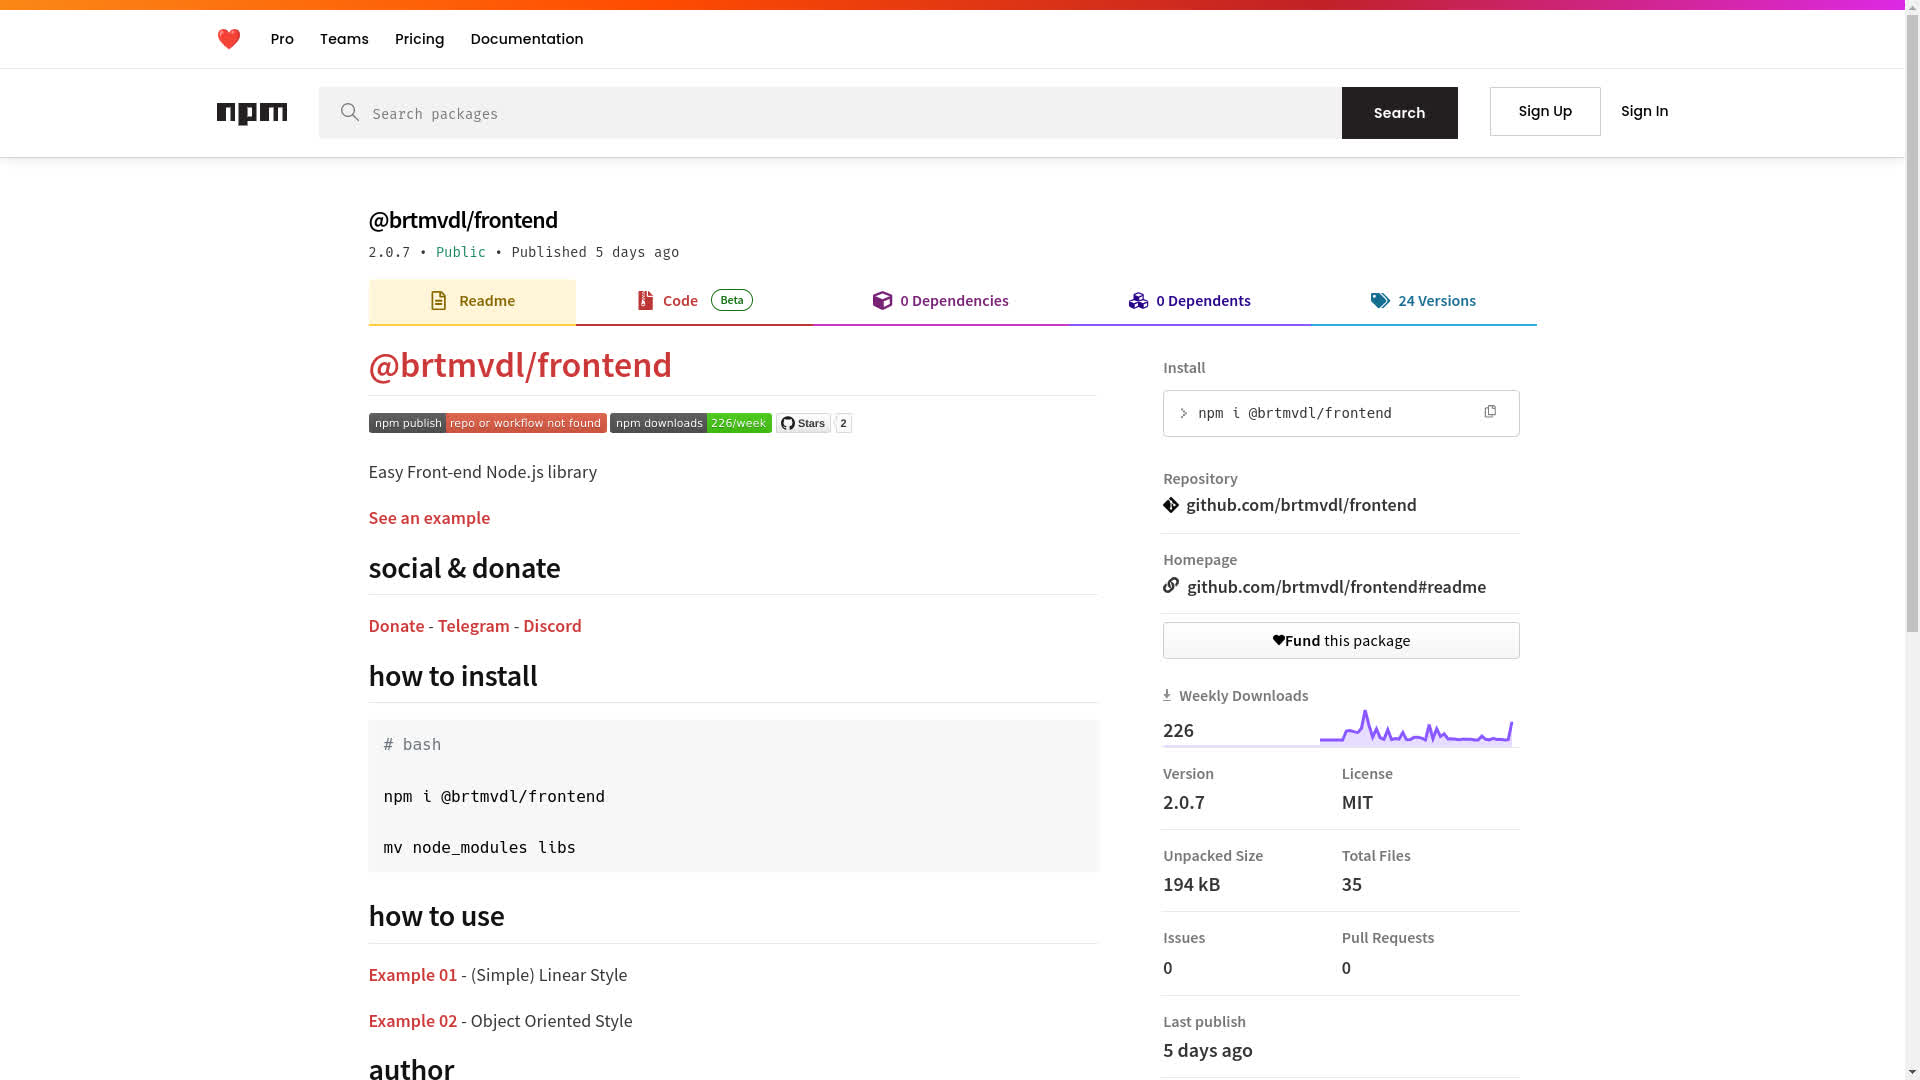 Pro Teams Pricing Documentation
npm Search packages Search Sign Up Sign In
@brtmvdl/frontend
2.0.7 • Public • Published 5 days ago
Readme Code Beta 0 Dependencies 0 Dependents 24 Versions
@brtmvdl/frontend
npm publish repo or workflow not found npm downloads 226/week Stars 2
Easy Front-end Node.js library
See an example
social & donate
Donate - Telegram - Discord
how to install
# bash
npm i @brtmvdl/frontend
mv node_modules libs
how to use
Example 01 - (Simple) Linear Style
Example 02 - Object Oriented Style
author
Install
> npm i @brtmvdl/frontend
Repository
github.com/brtmvdl/frontend
Homepage
github.com/brtmvdl/frontend#readme
Fund this package
Weekly Downloads
226
Version License
2.0.7 MIT
Unpacked Size Total Files
194 kB 35
Issues Pull Requests
0 0
Last publish
5 days ago